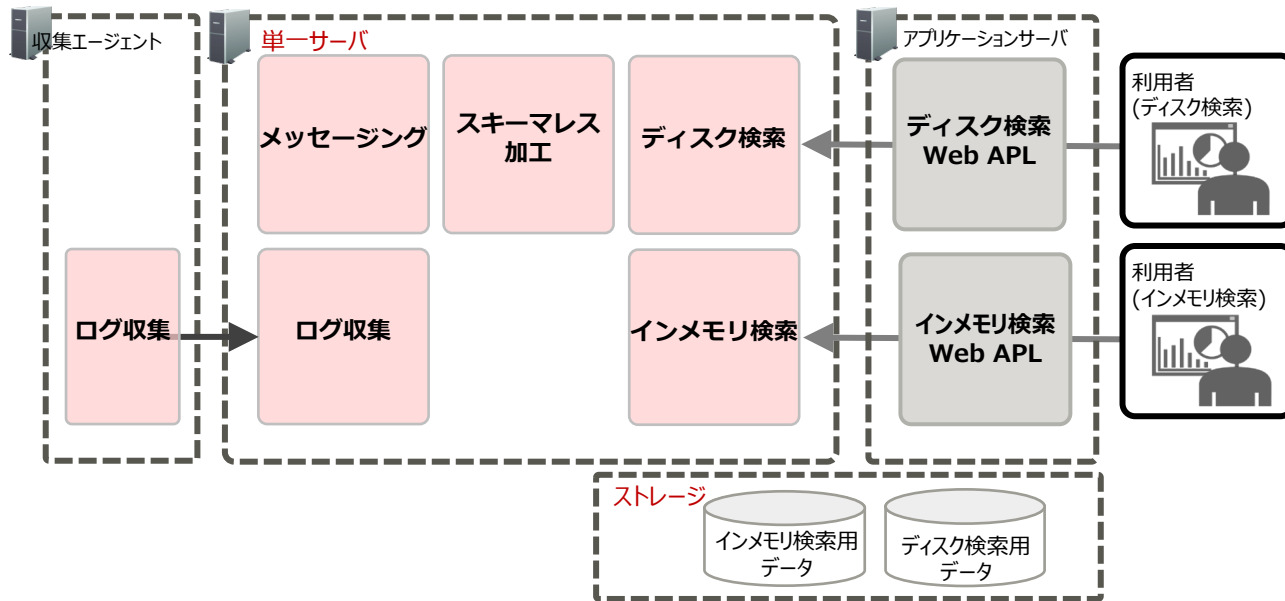 収集エージェント
単一サーバ
アプリケーションサーバ
メッセージング
スキーマレス
加工
ディスク検索
ディスク検索
Web APL
利用者
(ディスク検索)
ログ収集
ログ収集
インメモリ検索
インメモリ検索
Web APL
利用者
(インメモリ検索)
ストレージ
インメモリ検索用
データ
ディスク検索用
データ